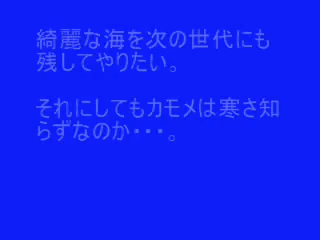 綺麗な海を次の世代にも
残してやりたい。
それにしてもカモメは寒さ知
らずなのか・・・。